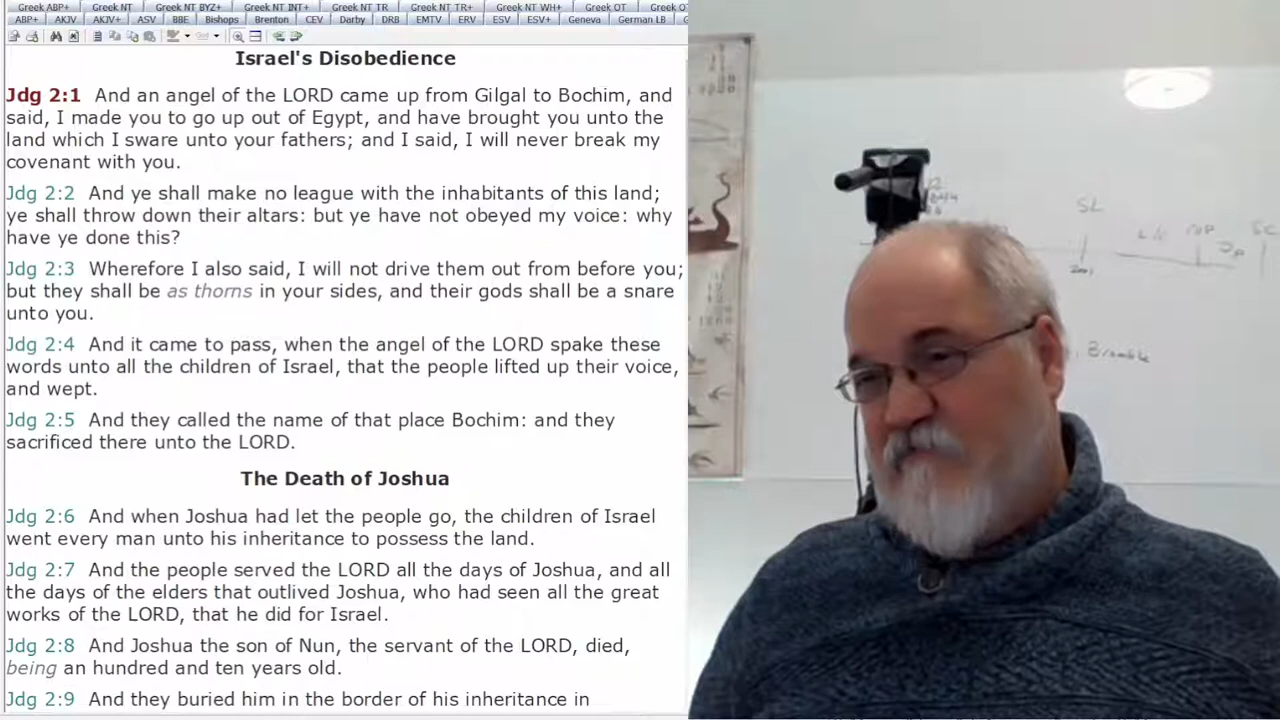 Greek ABP+ Greek NT Greek NT BYZ+ Greek NT INT+ Greek NT TR Greek NT TR+ Greek NT WH+ Greek OT
ABP+ AKJV AKJV+ ASV BBE Bishops Brenton CEV Darby DRB EMTV ERV ESV ESV+ Geneva German LB
Israel's Disobedience
Jdg 2:1 And an angel of the LORD came up from Gilgal to Bochim, and
said, I made you to go up out of Egypt, and have brought you unto the
land which I sware unto your fathers; and I said, I will never break my
covenant with you.
Jdg 2:2 And ye shall make no league with the inhabitants of this land;
ye shall throw down their altars: but ye have not obeyed my voice: why
have ye done this?
Jdg 2:3 Wherefore I also said, I will not drive them out from before you;
but they shall be as thorns in your sides, and their gods shall be a snare
unto you.
Jdg 2:4 And it came to pass, when the angel of the LORD spake these
words unto all the children of Israel, that the people lifted up their voice,
and wept.
Jdg 2:5 And they called the name of that place Bochim: and they
sacrificed there unto the LORD.
The Death of Joshua
Jdg 2:6 And when Joshua had let the people go, the children of Israel
went every man unto his inheritance to possess the land.
Jdg 2:7 And the people served the LORD all the days of Joshua, and all
the days of the elders that outlived Joshua, who had seen all the great
works of the LORD, that he did for Israel.
Jdg 2:8 And Joshua the son of Nun, the servant of the LORD, died,
being an hundred and ten years old.
Jdg 2:9 And they buried him in the border of his inheritance in
SL
Bramble